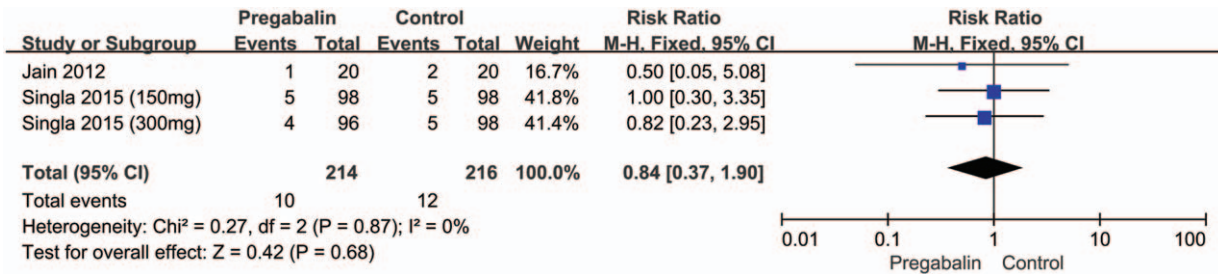 Pregabalin Control Risk Ratio Risk Ratio
Study or Subgroup Events Total Events Total Weight M-H, Fixed, 95% CI M-H, Fixed, 95% CI
Jain 2012 1 20 2 20 16.7% 0.50 [0.05, 5.08]
Singla 2015 (150mg) 5 98 5 98 41.8% 1.00 [0.30, 3.35]
Singla 2015 (300mg) 4 96 5 98 41.4% 0.82 [0.23, 2.95]
Total (95% CI) 214 216 100.0% 0.84 [0.37, 1.90]
Total events 10 12
Heterogeneity: Chi² = 0.27, df = 2 (P = 0.87); I² = 0%
Test for overall effect: Z = 0.42 (P = 0.68)
0.01 0.1 1 10 100
Pregabalin Control